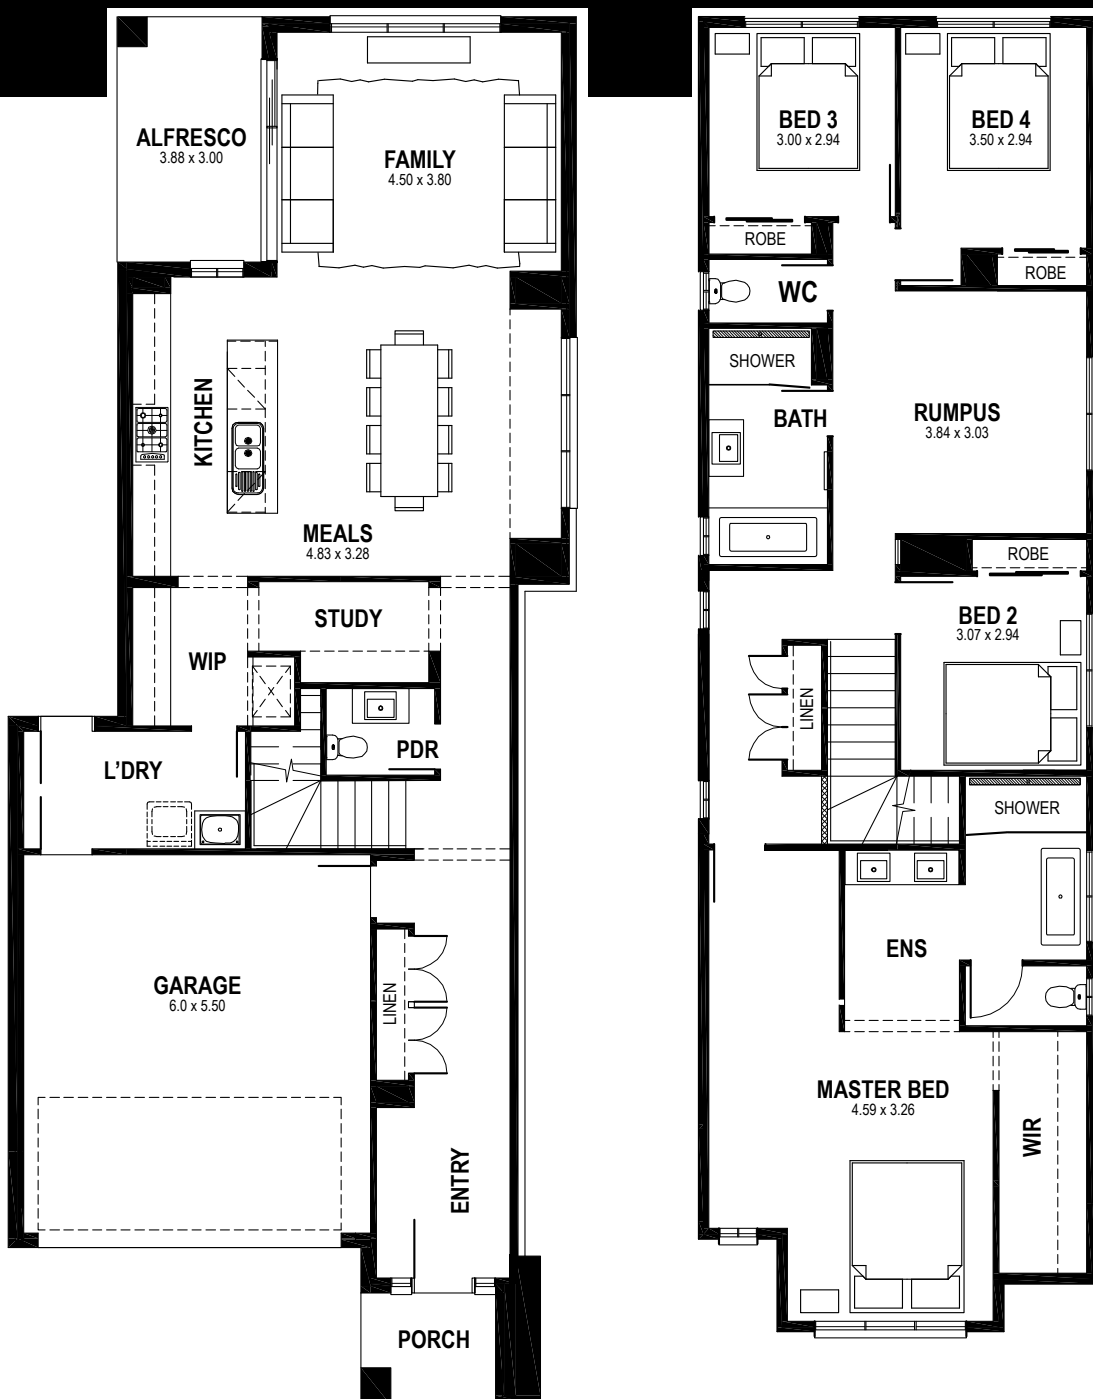 ALFRESCO
3.88 x 3.00
FAMILY
4.50 x 3.80
KITCHEN
MEALS
4.83 x 3.28
STUDY
WIP
PDR
L'DRY
GARAGE
6.0 x 5.50
LINEN
ENTRY
PORCH
BED 3
3.00 x 2.94
BED 4
3.50 x 2.94
ROBE
ROBE
WC
SHOWER
BATH
RUMPUS
3.84 x 3.03
ROBE
BED 2
3.07 x 2.94
LINEN
SHOWER
ENS
MASTER BED
4.59 x 3.26
WIR